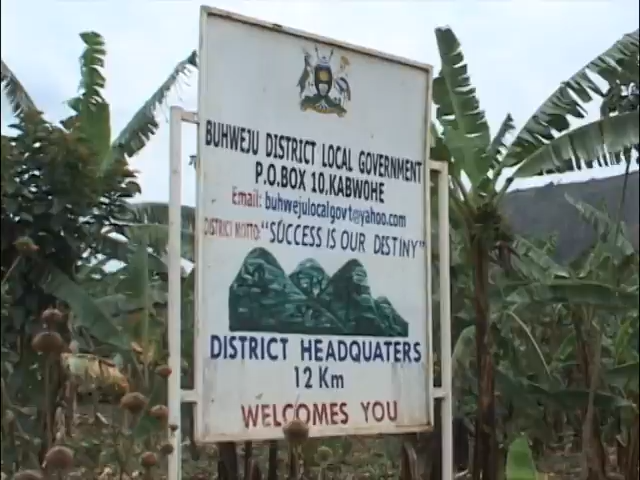 BUHWEJU DISTRICT LOCAL GOVERNMENT
P.O.BOX 10.KABWOHE
Email: buhwejulocalgovt@yahoo.com
DISTRICT MOTTO: "SUCCESS IS OUR DESTINY"
DISTRICT HEADQUATERS
12 Km
WELCOMES YOU